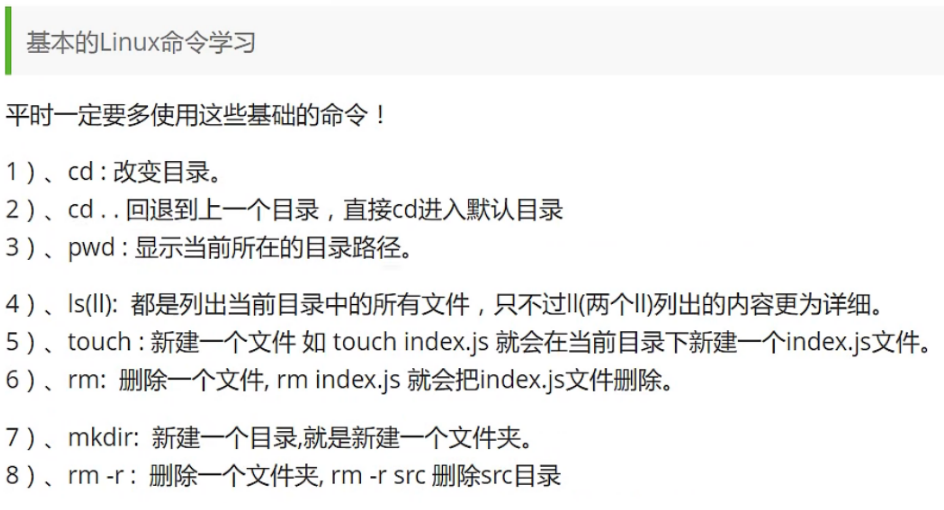 基本的Linux命令学习
平时一定要多使用这些基础的命令！
1）、cd : 改变目录。
2）、cd . . 回退到上一个目录，直接cd进入默认目录
3）、pwd : 显示当前所在的目录路径。
4）、ls(ll):  都是列出当前目录中的所有文件，只不过ll(两个ll)列出的内容更为详细。
5）、touch : 新建一个文件 如 touch index.js 就会在当前目录下新建一个index.js文件。
6）、rm:  删除一个文件, rm index.js 就会把index.js文件删除。
7）、mkdir:  新建一个目录,就是新建一个文件夹。
8）、rm -r :  删除一个文件夹, rm -r src 删除src目录